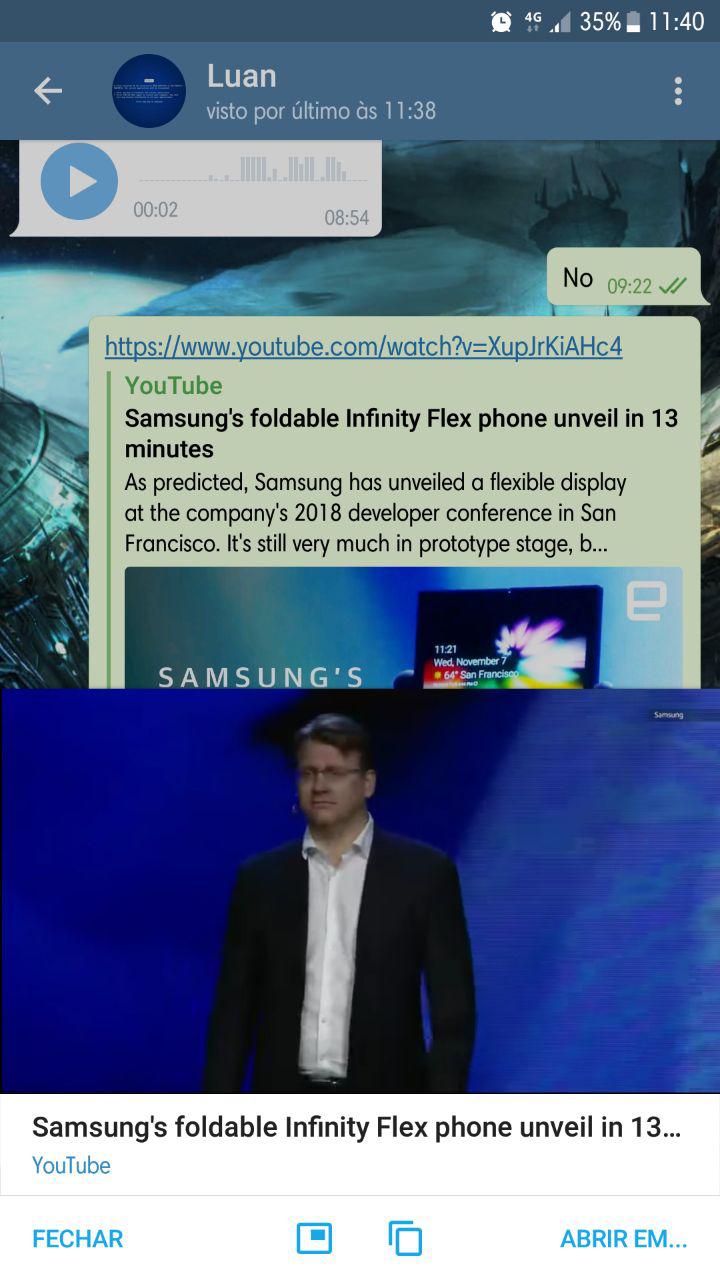 4G 35% 11:40
Luan
visto por último às 11:38
00:02
08:54
No 09:22
https://www.youtube.com/watch?v=XupJrKiAHc4
YouTube
Samsung's foldable Infinity Flex phone unveil in 13
minutes
As predicted, Samsung has unveiled a flexible display
at the company's 2018 developer conference in San
Francisco. It's still very much in prototype stage, b...
e
11:21
Wed, November 7
64° San Francisco
SAMSUNG'S
Samsung
Samsung's foldable Infinity Flex phone unveil in 13...
YouTube
FECHAR
ABRIR EM...